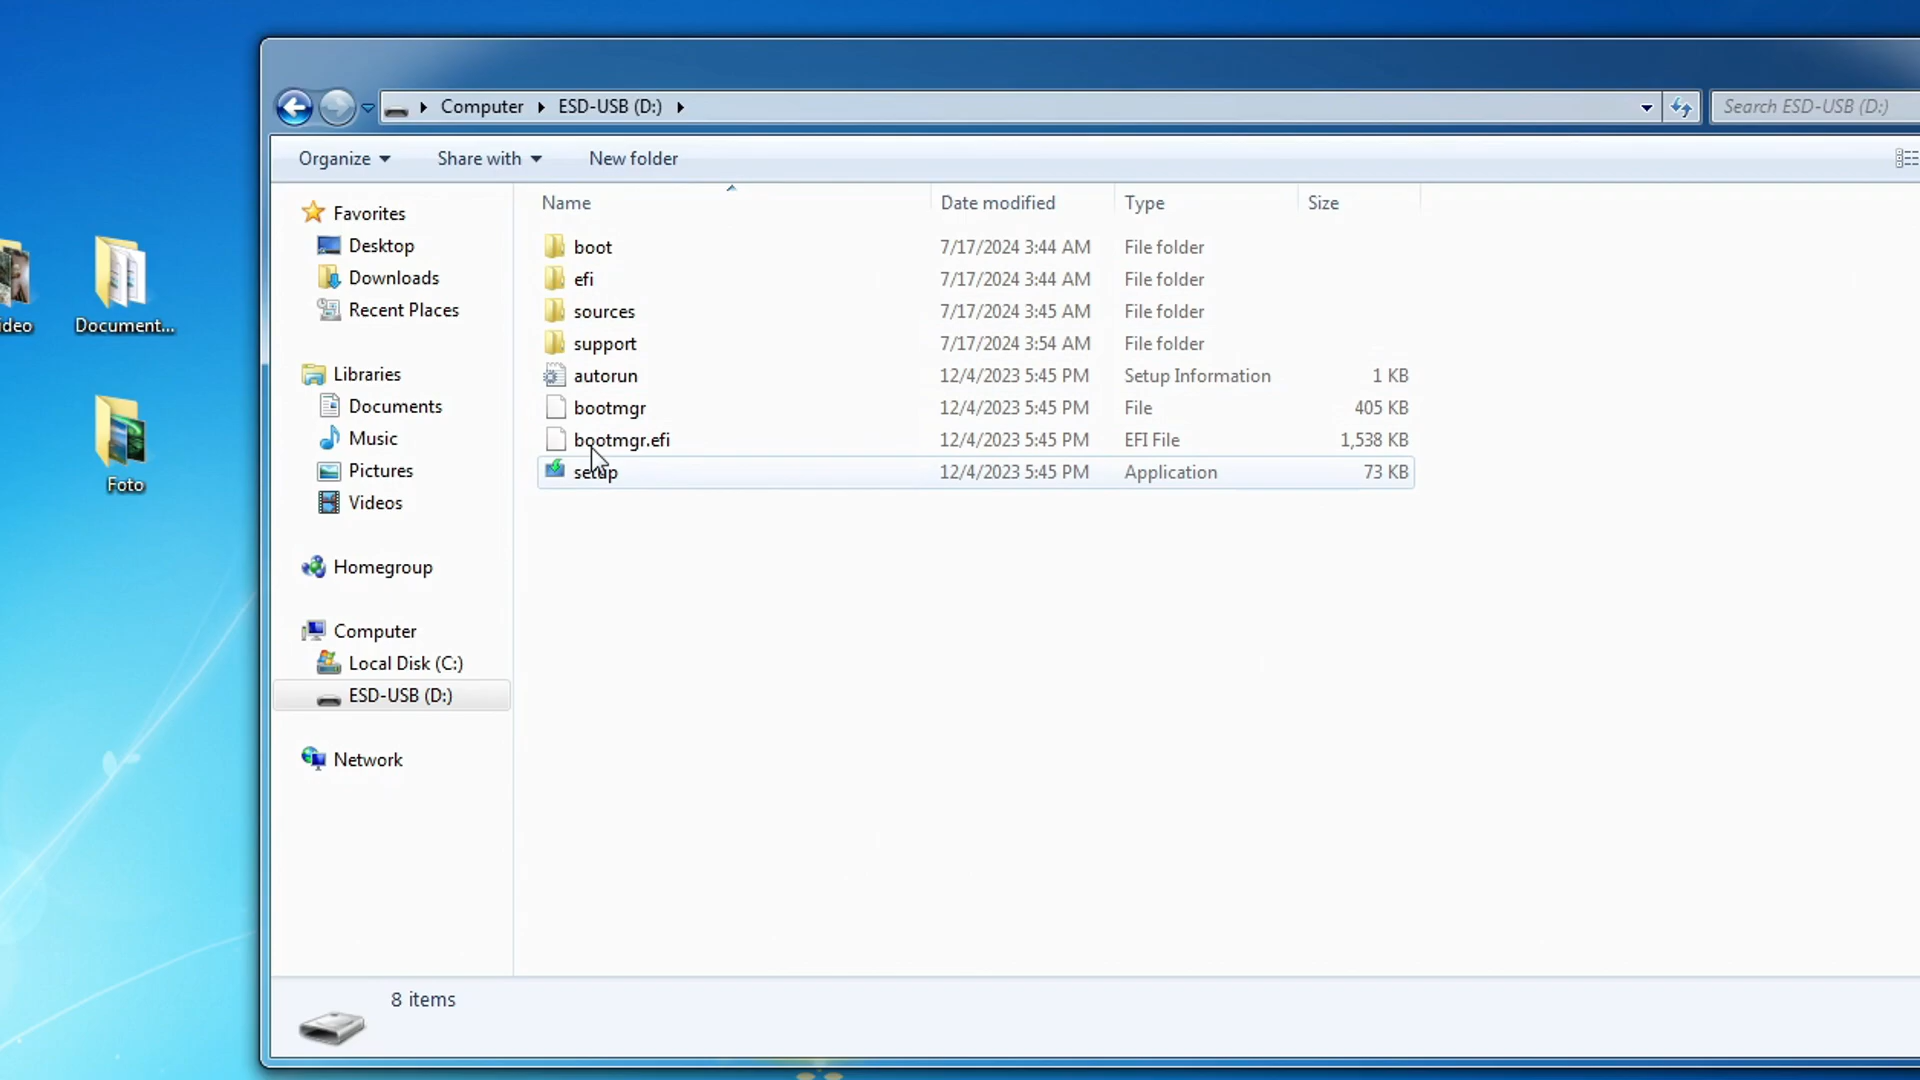 Computer ESD-USB (D:) Search ESD-USB (D:)
Organize Share with New folder
Name Date modified Type Size
Favorites
Desktop
Downloads
Recent Places
Libraries
Documents
Music
Pictures
Videos
Homegroup
Computer
Local Disk (C:)
ESD-USB (D:)
Network
boot 7/17/2024 3:44 AM File folder
efi 7/17/2024 3:44 AM File folder
sources 7/17/2024 3:45 AM File folder
support 7/17/2024 3:54 AM File folder
autorun 12/4/2023 5:45 PM Setup Information 1 KB
bootmgr 12/4/2023 5:45 PM File 405 KB
bootmgr.efi 12/4/2023 5:45 PM EFI File 1,538 KB
setup 12/4/2023 5:45 PM Application 73 KB
8 items
ideo
Document...
Foto